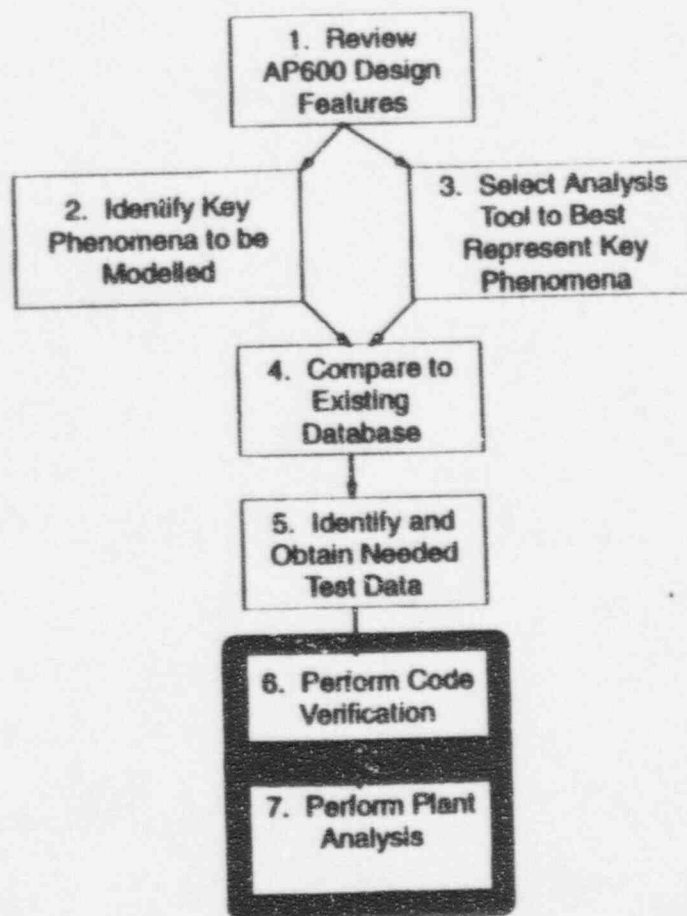 1. Review
AP600 Design
Features
2. Identify Key
Phenomena to be
Modelled
3. Select Analysis
Tool to Best
Represent Key
Phenomena
4. Compare to
Existing
Database
5. Identify and
Obtain Needed
Test Data
6. Perform Code
Verification
7. Perform Plant
Analysis